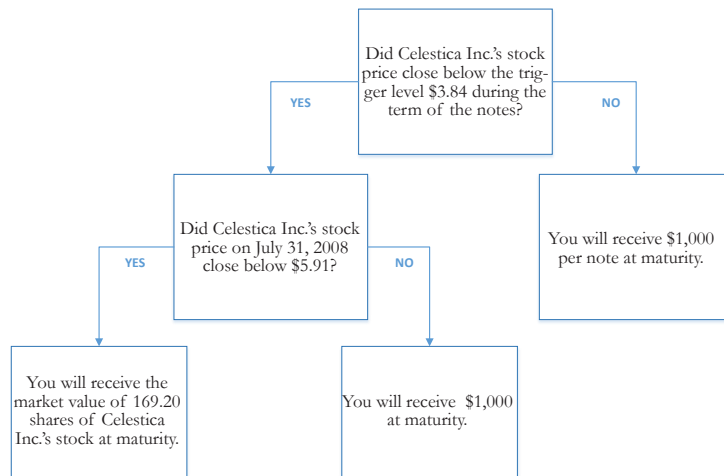 Did Celestica Inc.'s stock
price close below the trig-
ger level $3.84 during the
term of the notes?
YES
NO
Did Celestica Inc.'s stock
price on July 31, 2008
close below $5.91?
You will receive $1,000
per note at maturity.
YES
NO
You will receive the
market value of 169.20
shares of Celestica
Inc.'s stock at maturity.
You will receive $1,000
at maturity.